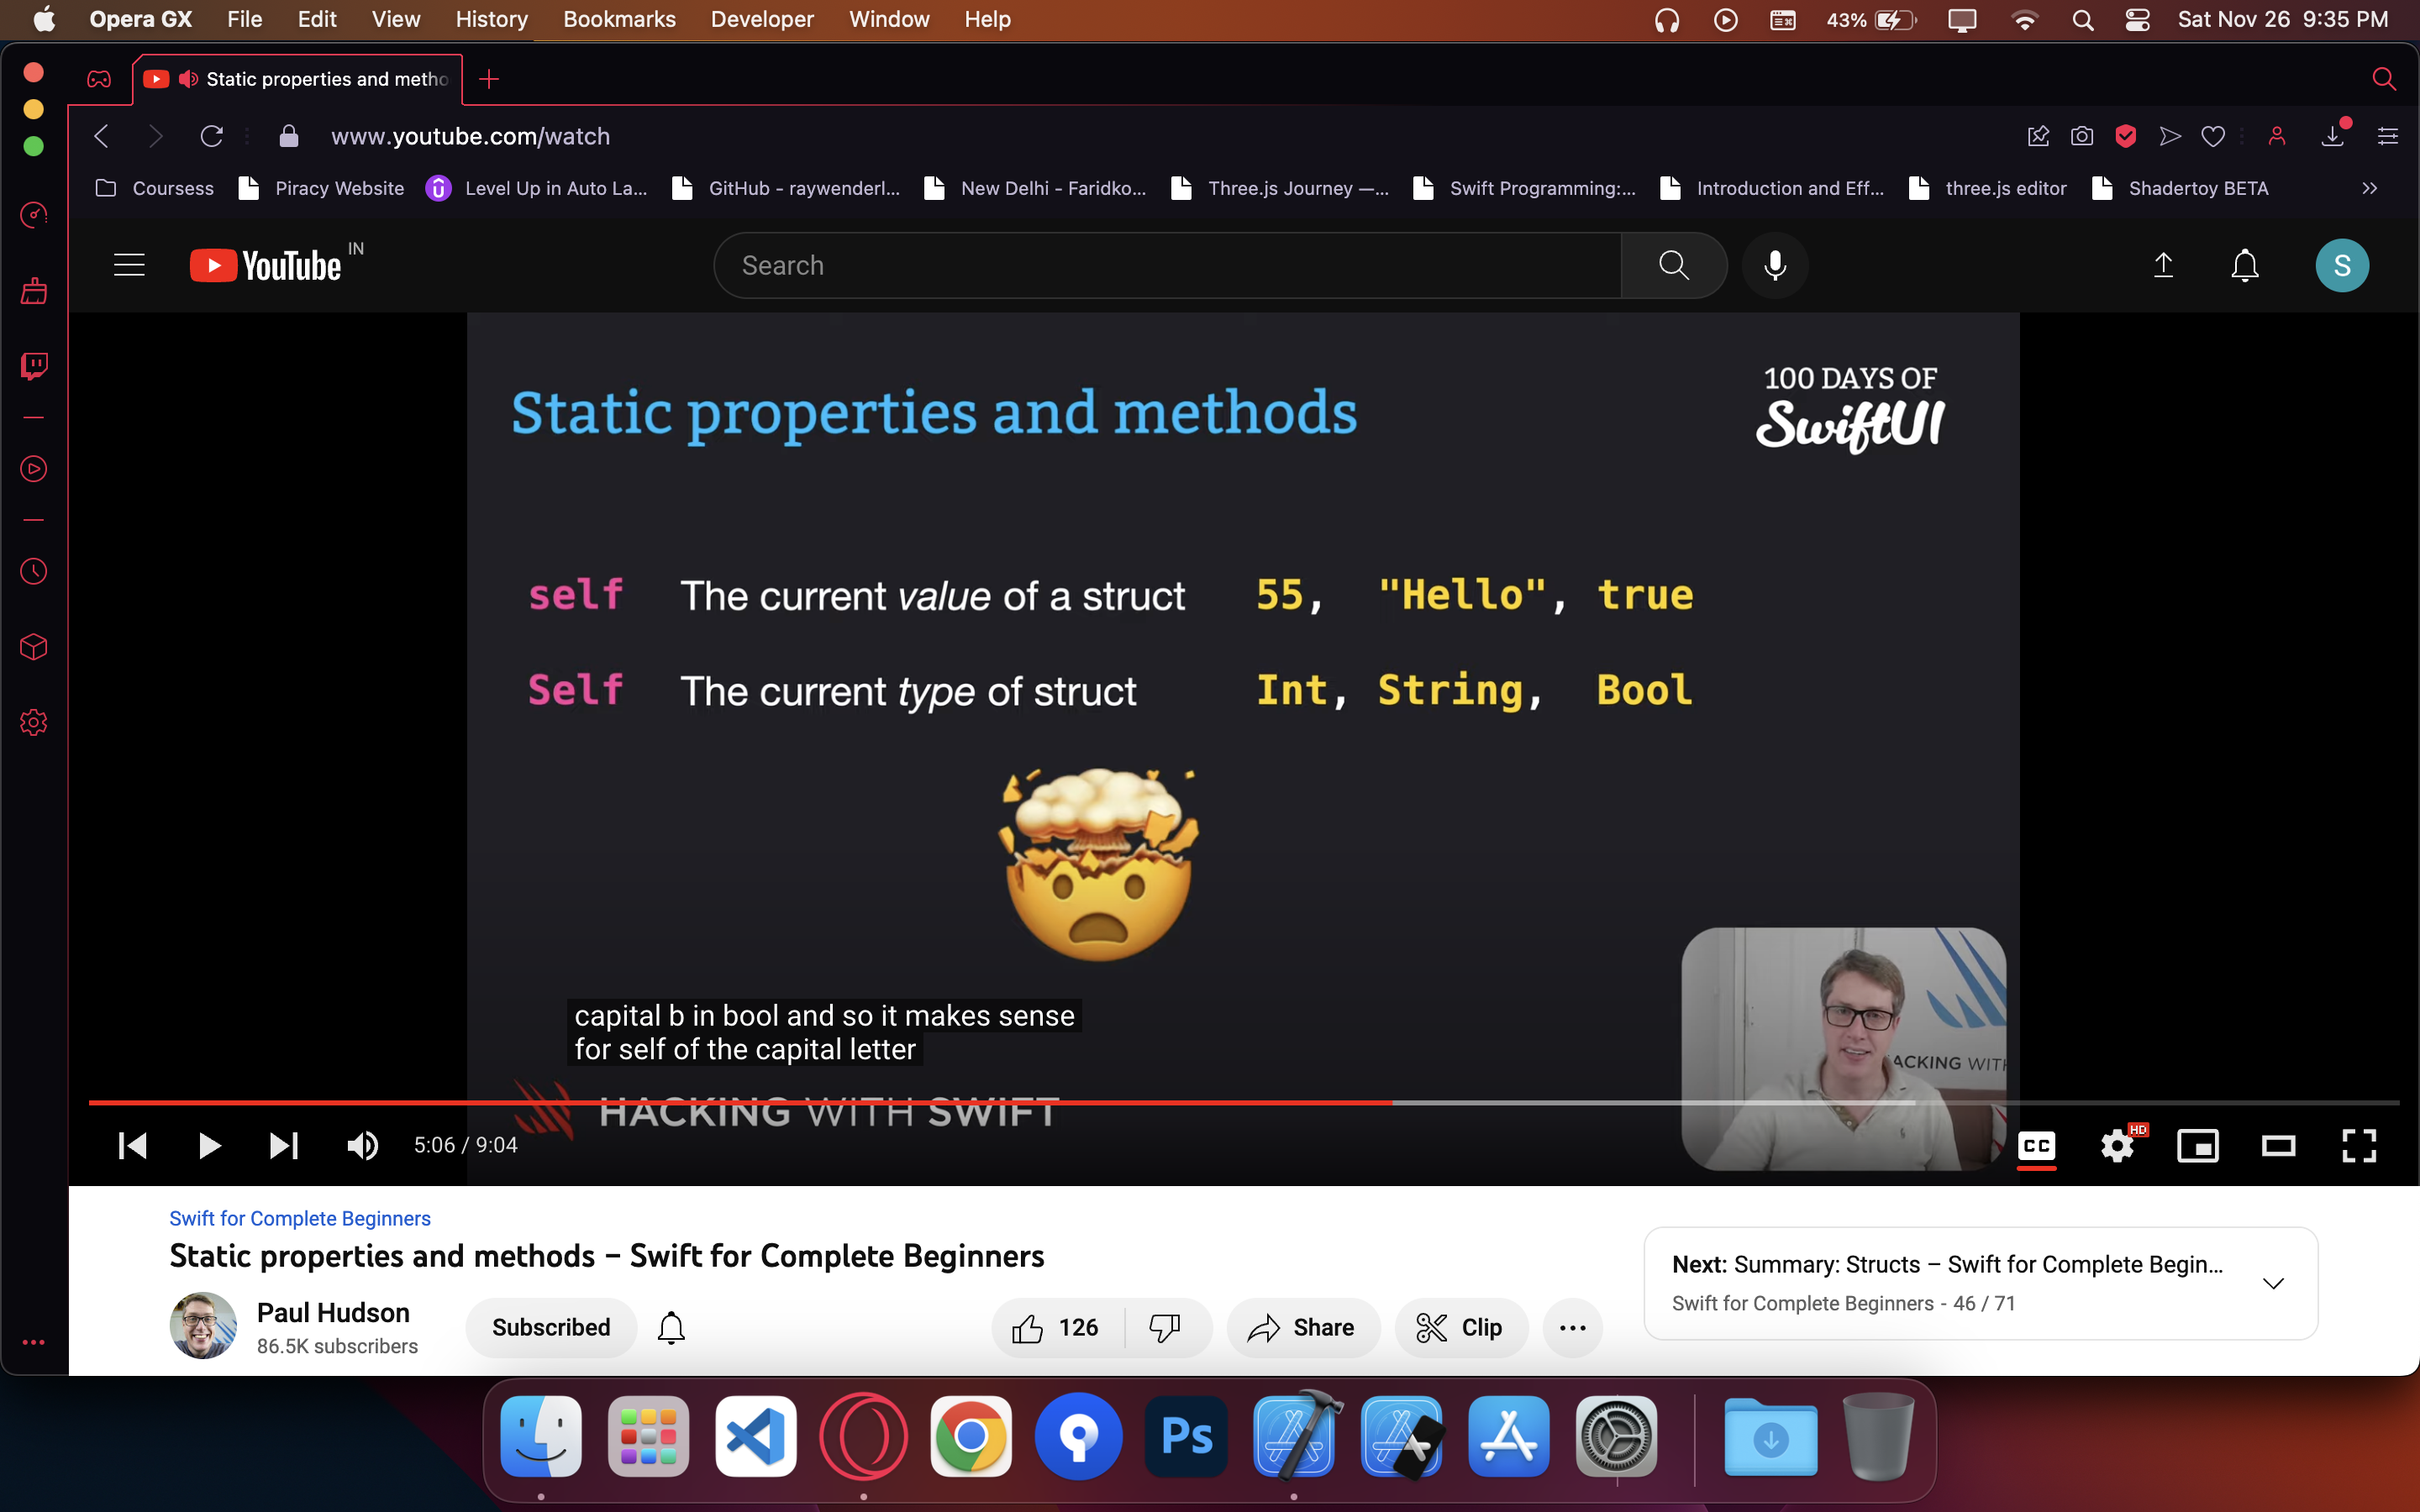 Opera GX File Edit View History Bookmarks Developer Window Help 43% Sat Nov 26 9:35 PM
Static properties and metho
www.youtube.com/watch
Coursess Piracy Website Level Up in Auto La... GitHub - raywenderl... New Delhi - Faridko... Three.js Journey —... Swift Programming:... Introduction and Eff... three.js editor Shadertoy BETA
YouTube IN Search S
100 DAYS OF
SwiftUI
Static properties and methods
self The current value of a struct 55, "Hello", true
Self The current type of struct Int, String, Bool
capital b in bool and so it makes sense
for self of the capital letter
HACKING WITH SWIFT
5:06 / 9:04 CC HD
Swift for Complete Beginners
Static properties and methods – Swift for Complete Beginners
Paul Hudson
86.5K subscribers
Subscribed 126 Share Clip
Next: Summary: Structs – Swift for Complete Begin...
Swift for Complete Beginners - 46 / 71
Ps